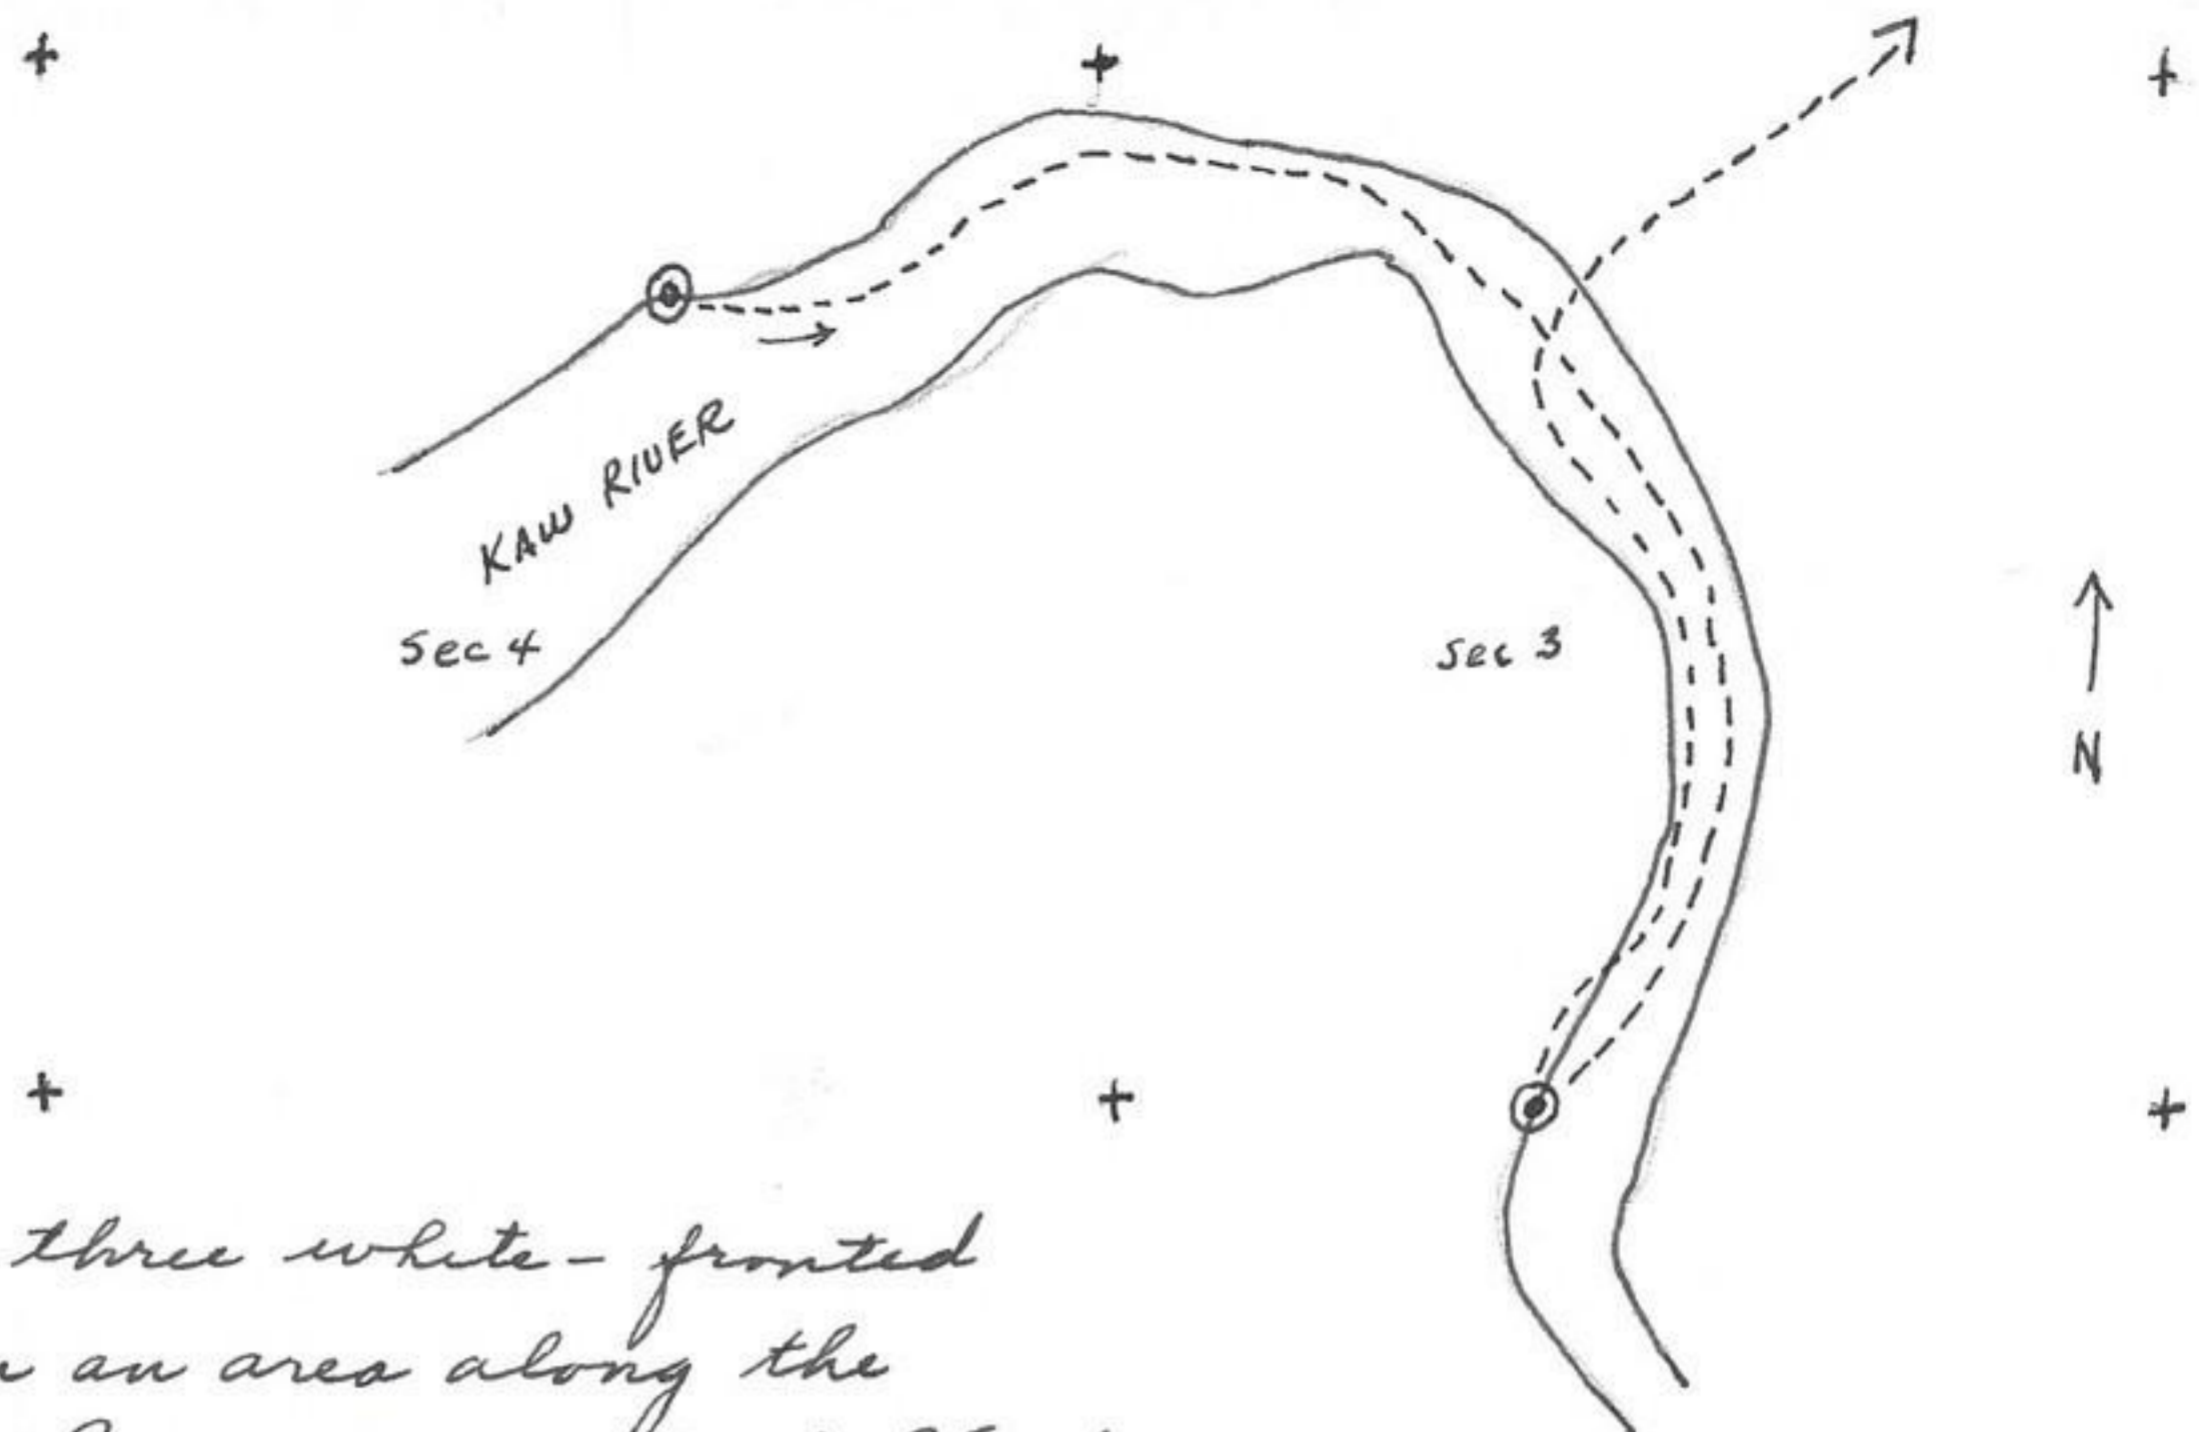 KAW RIVER
Sec 4
Sec 3
N
three white-fronted
an area along the